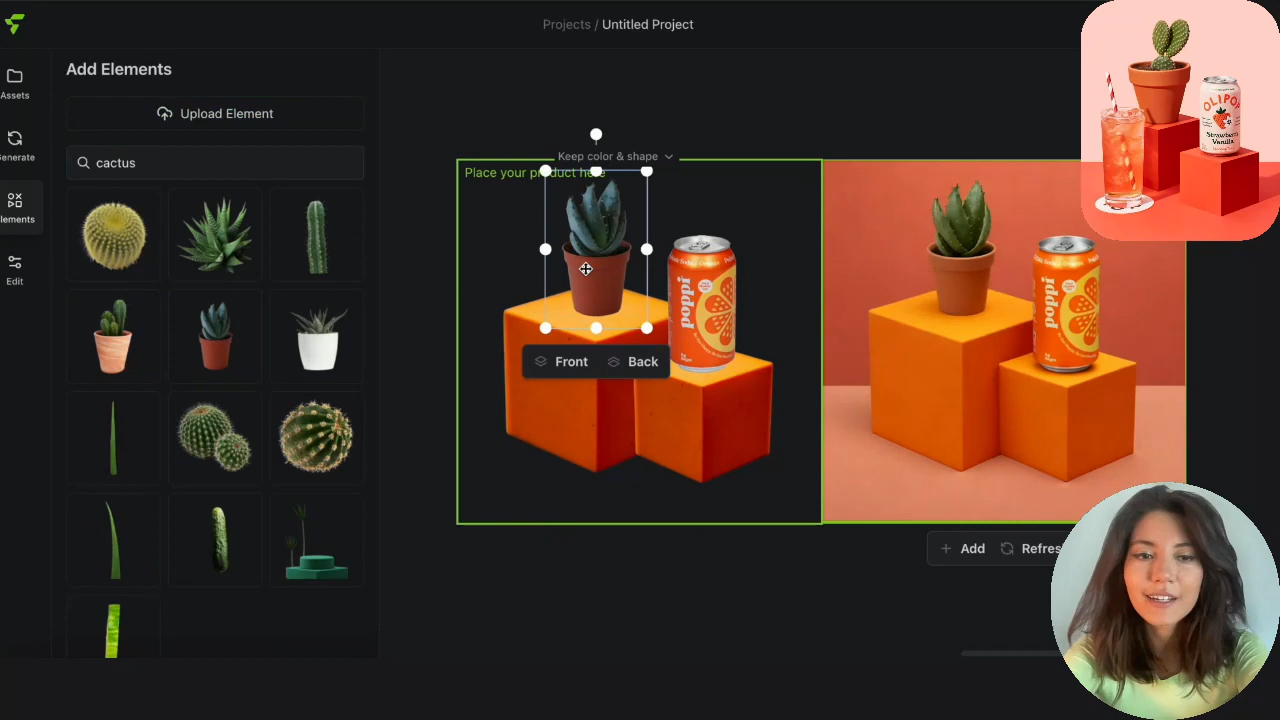 Projects / Untitled Project
Assets
Generate
Elements
Edit
Add Elements
Upload Element
cactus
Keep color & shape
Place your product here
poppi
Front
Back
poppi
Add
Refres
OLIPOP
Strawberry
Vanilla